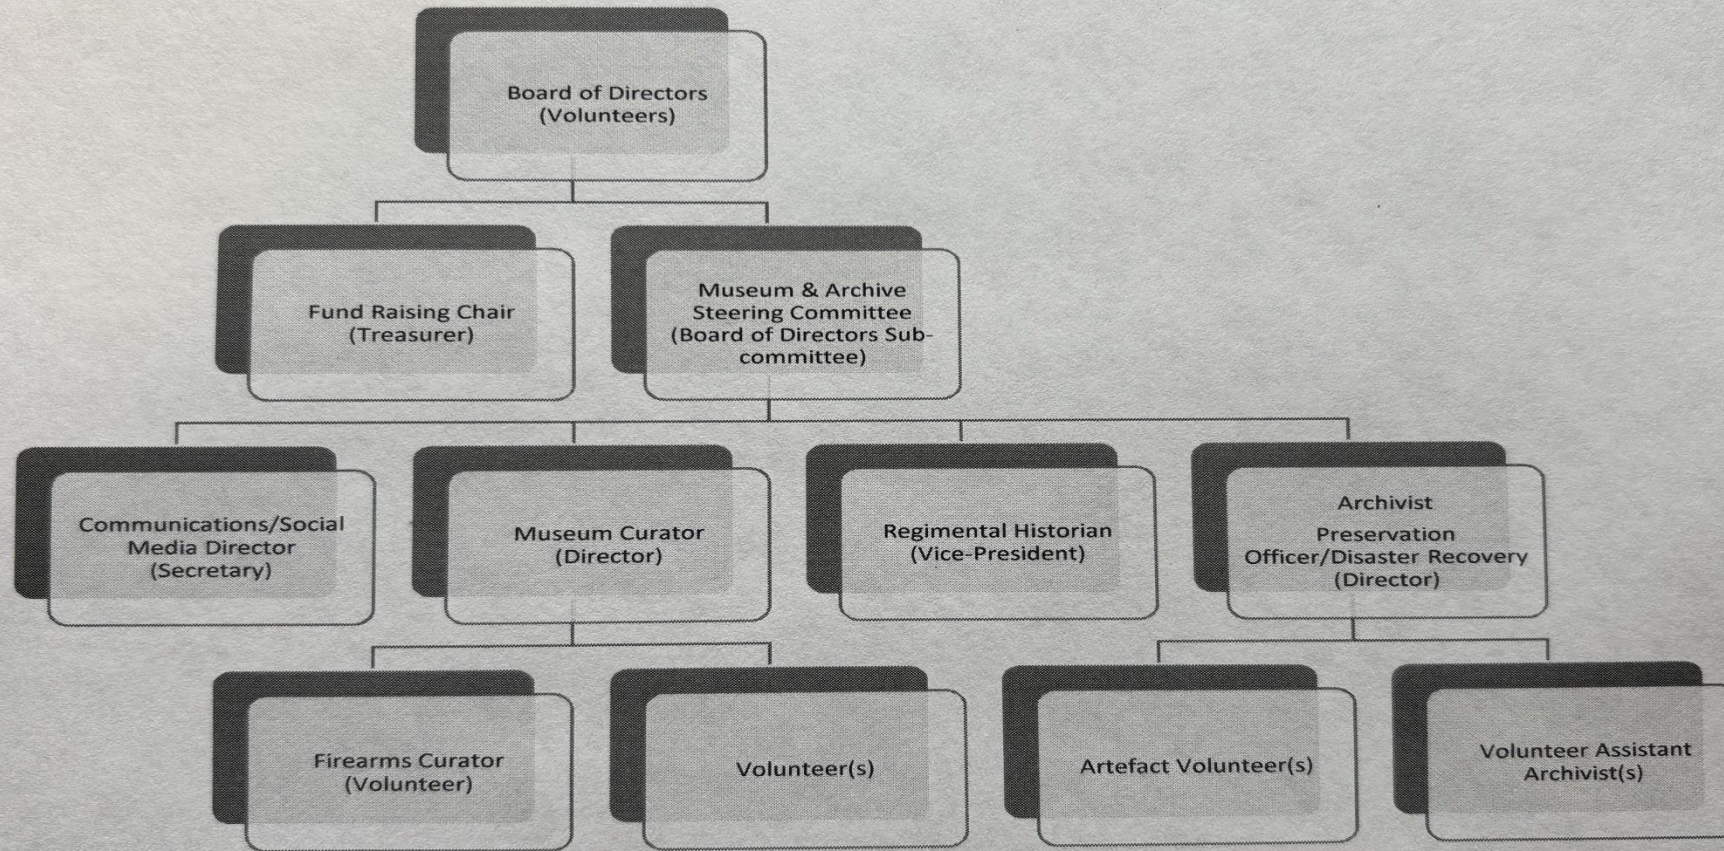 Board of Directors
(Volunteers)
Fund Raising Chair
(Treasurer)
Museum & Archive
Steering Committee
(Board of Directors Sub-
committee)
Communications/Social
Media Director
(Secretary)
Museum Curator
(Director)
Regimental Historian
(Vice-President)
Archivist
Preservation
Officer/Disaster Recovery
(Director)
Firearms Curator
(Volunteer)
Volunteer(s)
Artefact Volunteer(s)
Volunteer Assistant
Archivist(s)